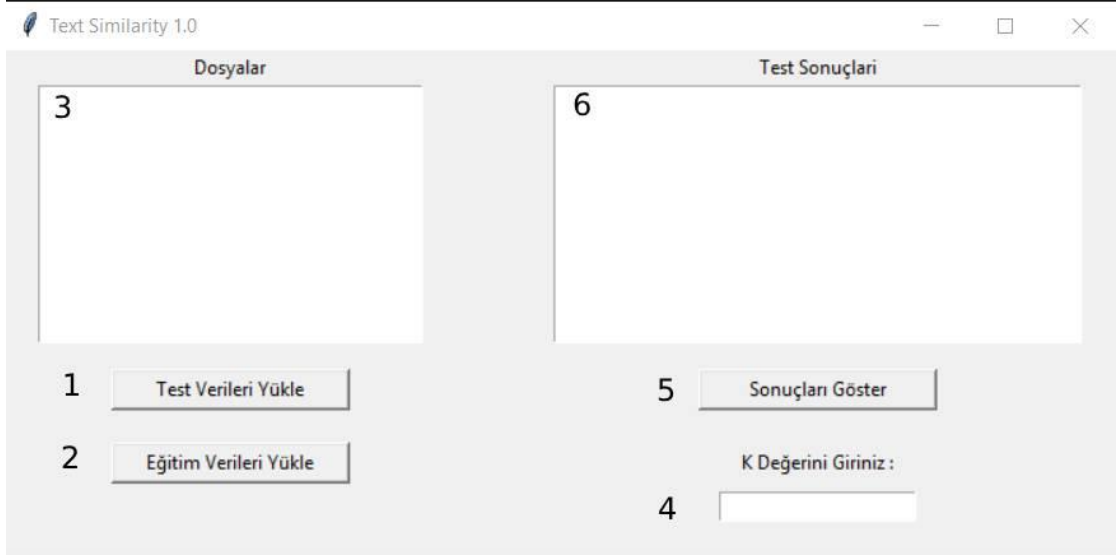 Text Similarity 1.0
Dosyalar
Test Sonuçlari
3
6
1
Test Verileri Yükle
5
Sonuçları Göster
2
Eğitim Verileri Yükle
K Değerini Giriniz :
4